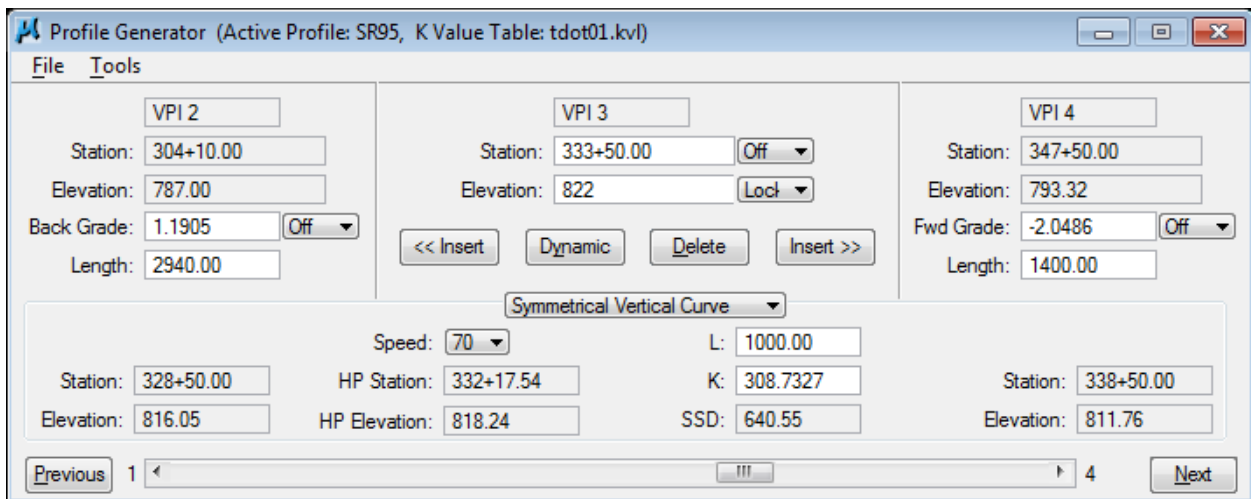 Profile Generator (Active Profile: SR95, K Value Table: tdot01.kvl)
File Tools
VPI 2 VPI 3 VPI 4
Station: 304+10.00 Station: 333+50.00 Off Station: 347+50.00
Elevation: 787.00 Elevation: 822 Lock Elevation: 793.32
Back Grade: 1.1905 Off Fwd Grade: -2.0486 Off
<< Insert Dynamic Delete Insert >>
Length: 2940.00 Length: 1400.00
Symmetrical Vertical Curve
Speed: 70 L: 1000.00
Station: 328+50.00 HP Station: 332+17.54 K: 308.7327 Station: 338+50.00
Elevation: 816.05 HP Elevation: 818.24 SSD: 640.55 Elevation: 811.76
Previous 1 4 Next